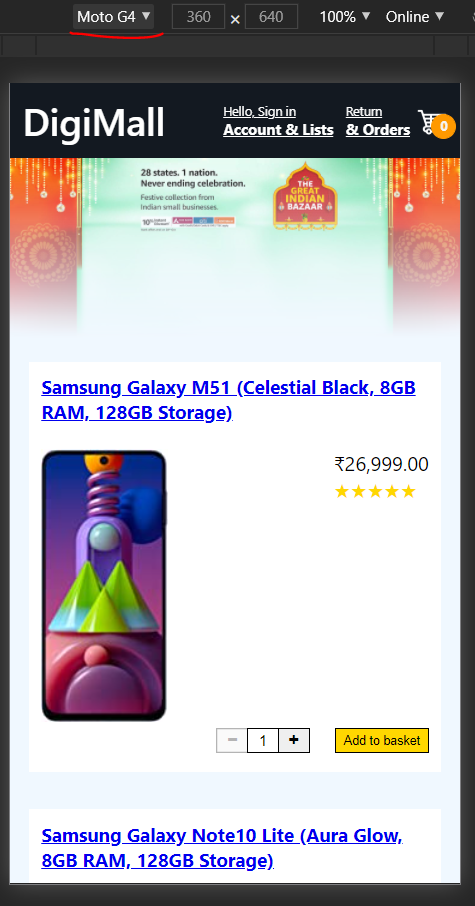 Moto G4 ▼ 360 × 640 100% ▼ Online ▼
DigiMall
Hello, Sign in
Account & Lists
Return
& Orders
0
28 states. 1 nation.
Never ending celebration.
Festive collection from
Indian small businesses.
THE
GREAT
INDIAN
BAZAAR
10%
Samsung Galaxy M51 (Celestial Black, 8GB
RAM, 128GB Storage)
₹26,999.00
★★★★★
− 1 +
Add to basket
Samsung Galaxy Note10 Lite (Aura Glow,
8GB RAM, 128GB Storage)